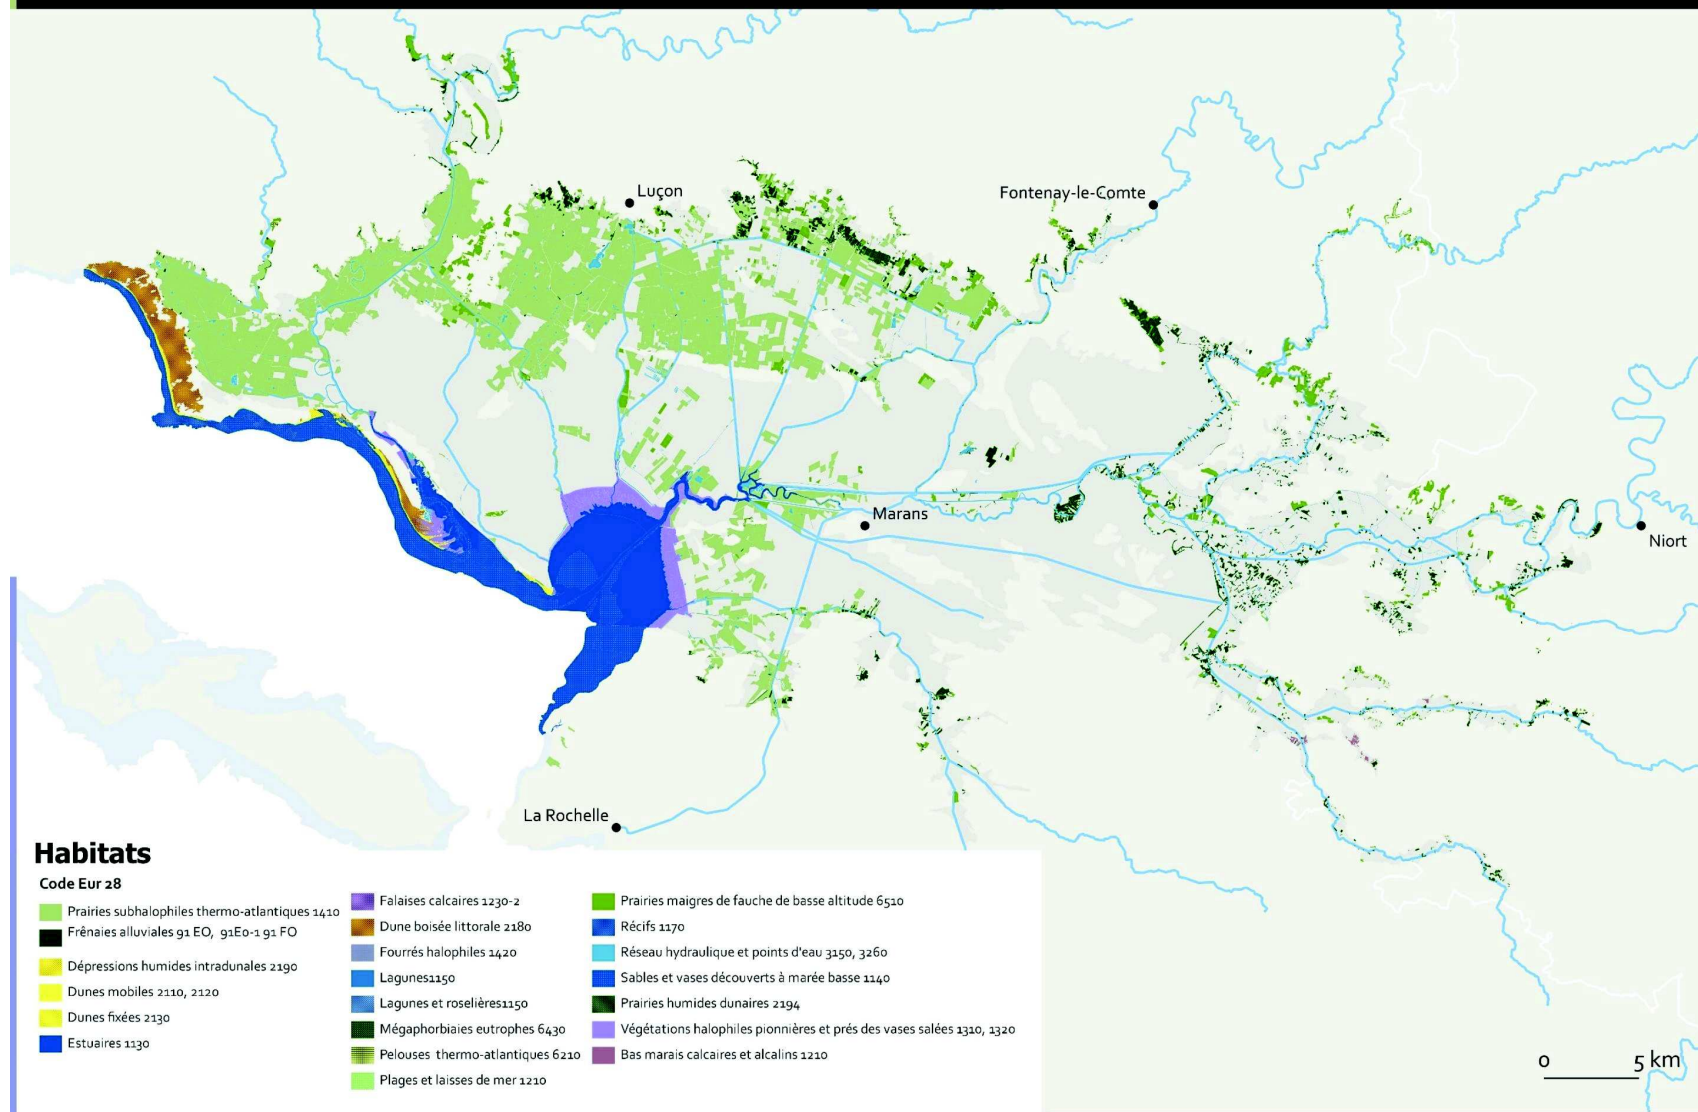 Luçon
Fontenay-le-Comte
Marans
Niort
La Rochelle
Habitats
Code Eur 28
Prairies subhalophiles thermo-atlantiques 1410
Frênaies alluviales 91 EO, 91E0-1 91 FO
Dépressions humides intradunales 2190
Dunes mobiles 2110, 2120
Dunes fixées 2130
Estuaires 1130
Falaises calcaires 1230-2
Dune boisée littorale 2180
Fourrés halophiles 1420
Lagunes1150
Lagunes et roselières1150
Mégaphorbiaies eutrophes 6430
Pelouses thermo-atlantiques 6210
Plages et laisses de mer 1210
Prairies maigres de fauche de basse altitude 6510
Récifs 1170
Réseau hydraulique et points d'eau 3150, 3260
Sables et vases découverts à marée basse 1140
Prairies humides dunaires 2194
Végétations halophiles pionnières et prés des vases salées 1310, 1320
Bas marais calcaires et alcalins 1210
0 5 km